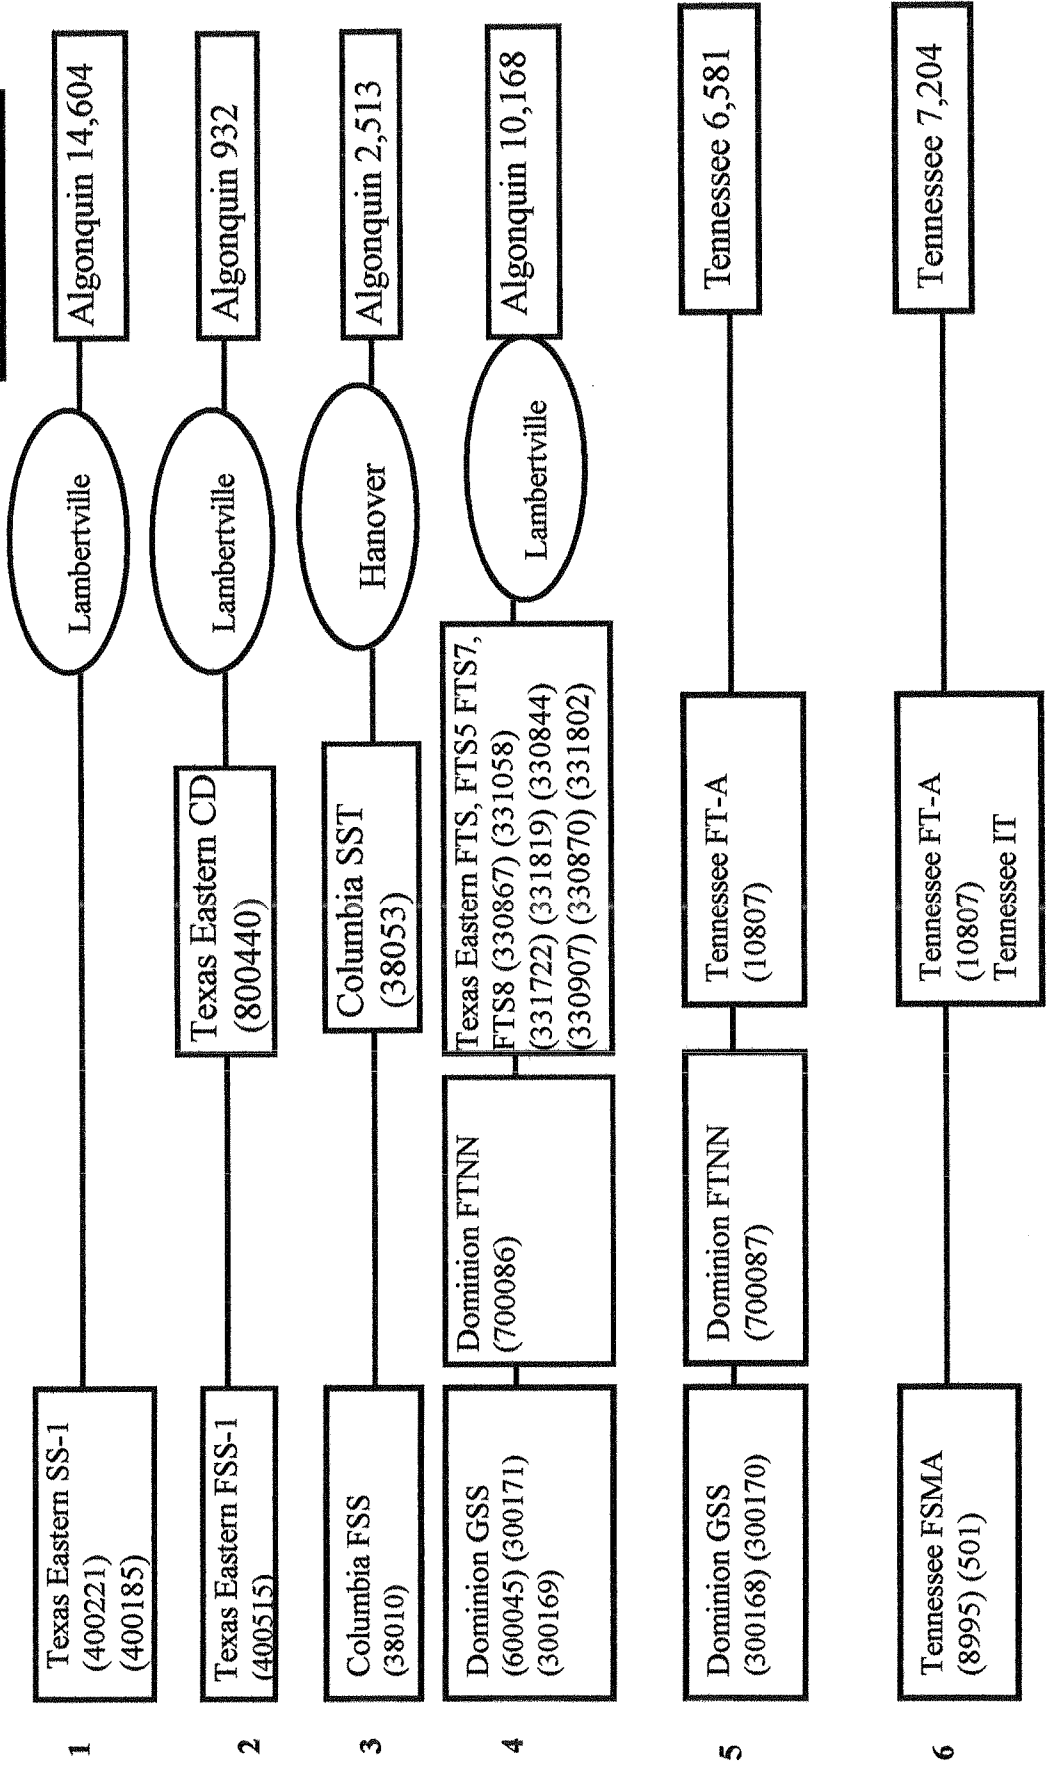 1
Texas Eastern SS-1
(400221)
(400185)
Lambertville
Algonquin 14,604
2
Texas Eastern FSS-1
(400515)
Texas Eastern CD
(800440)
Lambertville
Algonquin 932
3
Columbia FSS
(38010)
Columbia SST
(38053)
Hanover
Algonquin 2,513
4
Dominion GSS
(600045) (300171)
(300169)
Dominion FTNN
(700086)
Texas Eastern FTS, FTS5 FTS7,
FTS8 (330867) (331058)
(331722) (331819) (330844)
(330907) (330870) (331802)
Lambertville
Algonquin 10,168
5
Dominion GSS
(300168) (300170)
Dominion FTNN
(700087)
Tennessee FT-A
(10807)
Tennessee 6,581
6
Tennessee FSMA
(8995) (501)
Tennessee FT-A
(10807)
Tennessee IT
Tennessee 7,204